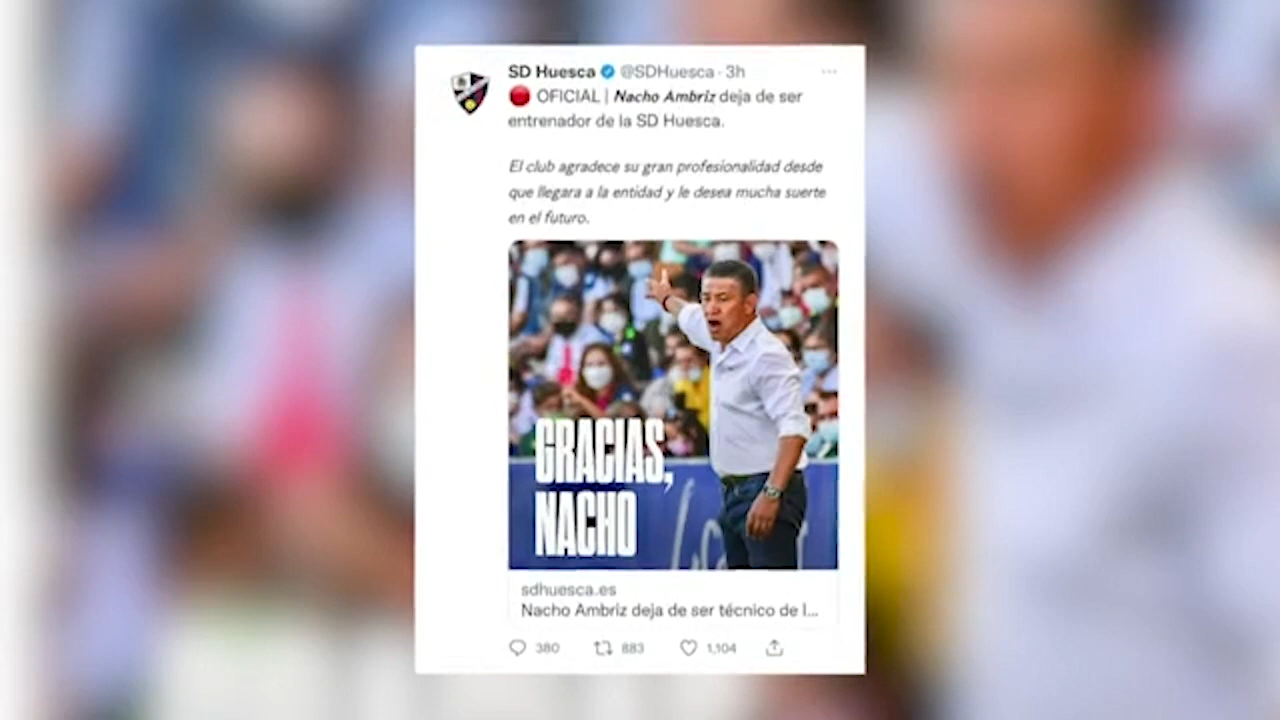 SD Huesca @SDHuesca · 3h
OFICIAL | Nacho Ambriz deja de ser
entrenador de la SD Huesca.
El club agradece su gran profesionalidad desde
que llegara a la entidad y le desea mucha suerte
en el futuro.
GRACIAS,
NACHO
sdhuesca.es
Nacho Ambriz deja de ser técnico de l...
380 883 1,104